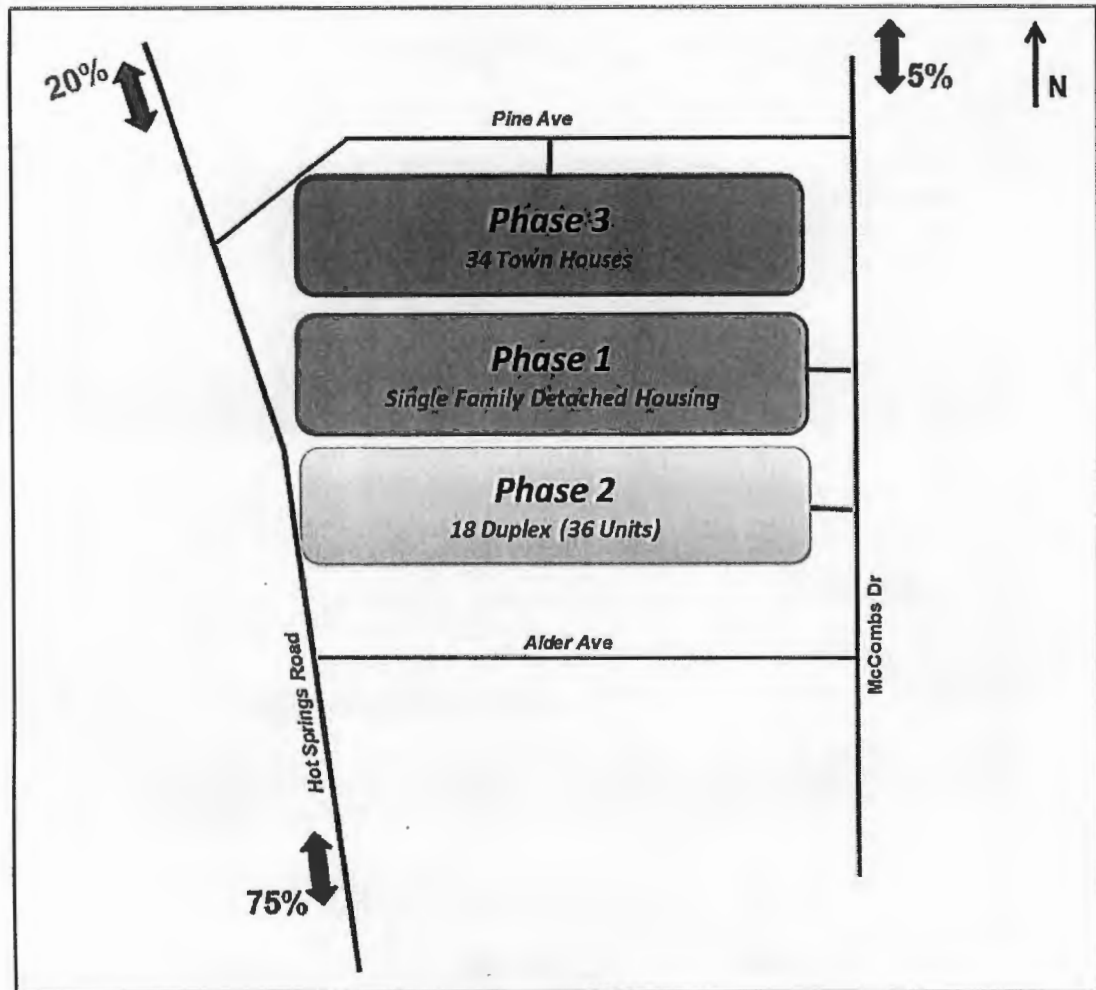 20%
5%
N
Pine Ave
Phase 3
34 Town Houses
Phase 1
Single Family Detached Housing
Phase 2
18 Duplex (36 Units)
Alder Ave
McCombs Dr
Hot Springs Road
75%